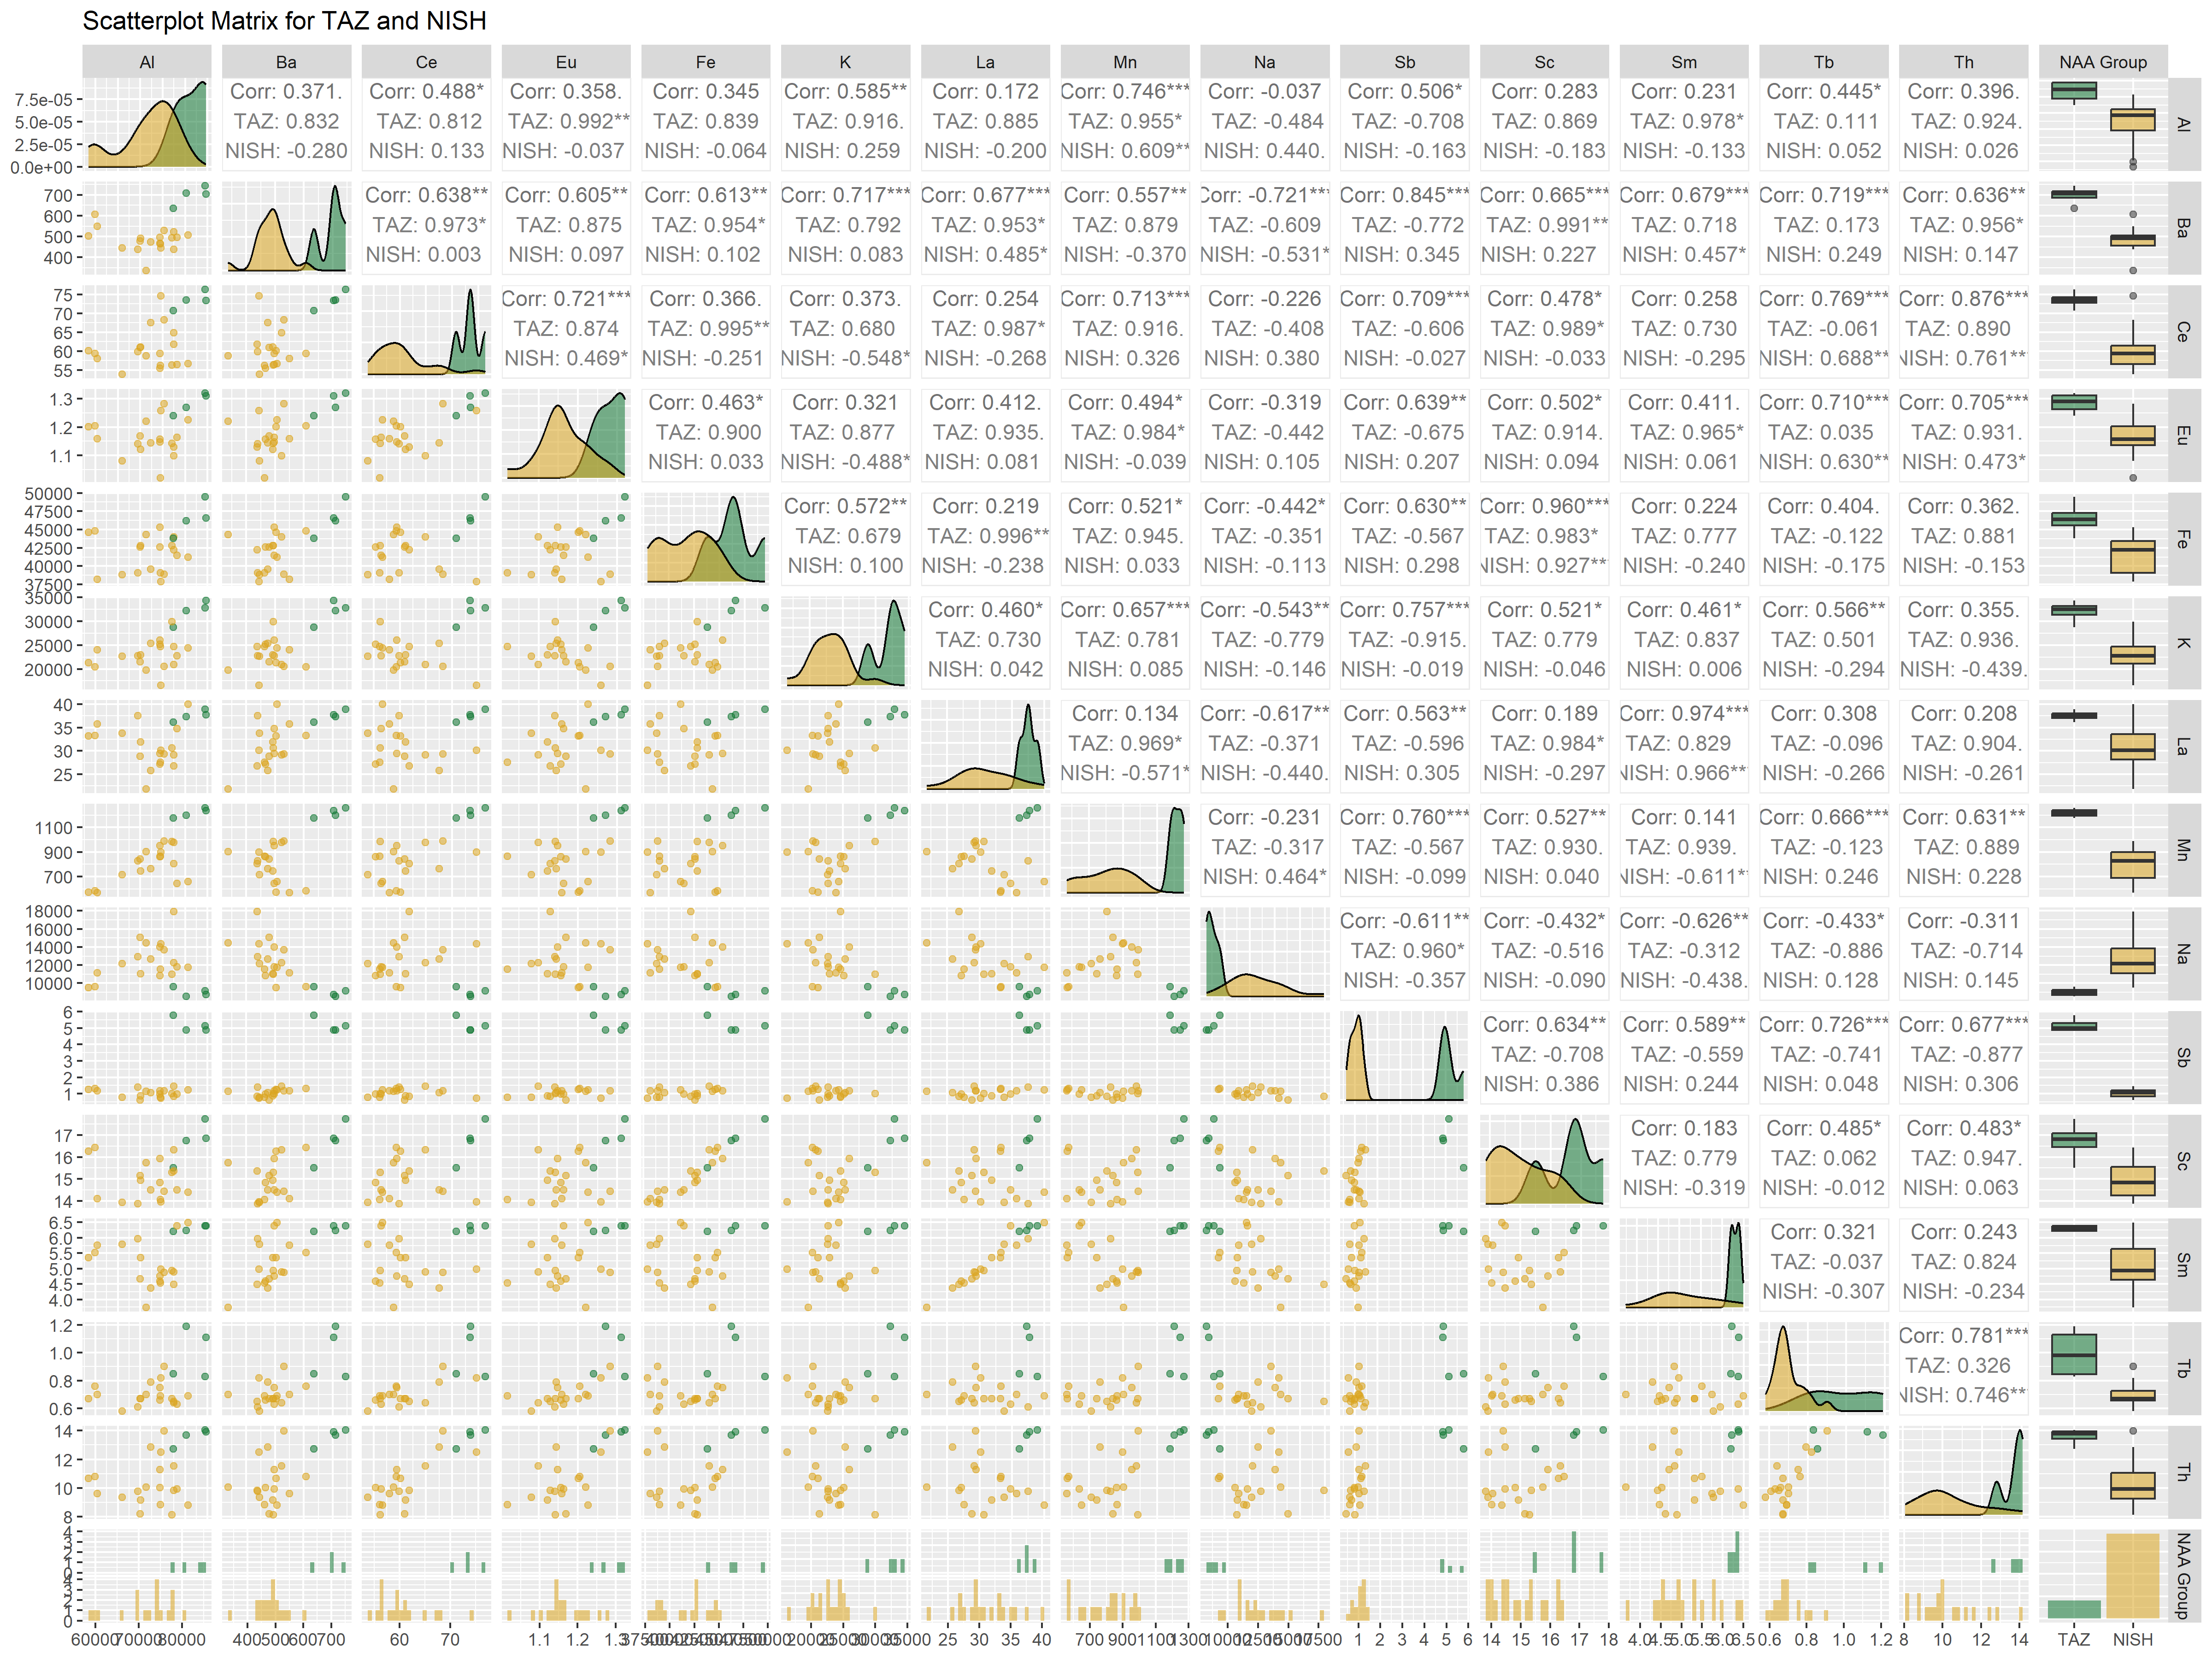 Scatterplot Matrix for TAZ and NISH
Al Ba Ce Eu Fe K La Mn Na Sb Sc Sm Tb Th NAA Group
7.5e-05 Corr: 0.371. Corr: 0.488* Corr: 0.358. Corr: 0.345 Corr: 0.585** Corr: 0.172 Corr: 0.746*** Corr: -0.037 Corr: 0.506* Corr: 0.283 Corr: 0.231 Corr: 0.445* Corr: 0.396. Al
5.0e-05 TAZ: 0.832 TAZ: 0.812 TAZ: 0.992** TAZ: 0.839 TAZ: 0.916. TAZ: 0.885 TAZ: 0.955* TAZ: -0.484 TAZ: -0.708 TAZ: 0.869 TAZ: 0.978* TAZ: 0.111 TAZ: 0.924.
2.5e-05 NISH: -0.280 NISH: 0.133 NISH: -0.037 NISH: -0.064 NISH: 0.259 NISH: -0.200 NISH: 0.609** NISH: 0.440. NISH: -0.163 NISH: -0.183 NISH: -0.133 NISH: 0.052 NISH: 0.026
0.0e+00
700 Corr: 0.638** Corr: 0.605** Corr: 0.613** Corr: 0.717*** Corr: 0.677*** Corr: 0.557** Corr: -0.721*** Corr: 0.845*** Corr: 0.665*** Corr: 0.679*** Corr: 0.719*** Corr: 0.636** Ba
600 TAZ: 0.973* TAZ: 0.875 TAZ: 0.954* TAZ: 0.792 TAZ: 0.953* TAZ: 0.879 TAZ: -0.609 TAZ: -0.772 TAZ: 0.991** TAZ: 0.718 TAZ: 0.173 TAZ: 0.956*
500 NISH: 0.003 NISH: 0.097 NISH: 0.102 NISH: 0.083 NISH: 0.485* NISH: -0.370 NISH: -0.531* NISH: 0.345 NISH: 0.227 NISH: 0.457* NISH: 0.249 NISH: 0.147
400
75 Corr: 0.721*** Corr: 0.366. Corr: 0.373. Corr: 0.254 Corr: 0.713*** Corr: -0.226 Corr: 0.709*** Corr: 0.478* Corr: 0.258 Corr: 0.769*** Corr: 0.876*** Ce
70 TAZ: 0.874 TAZ: 0.995** TAZ: 0.680 TAZ: 0.987* TAZ: 0.916. TAZ: -0.408 TAZ: -0.606 TAZ: 0.989* TAZ: 0.730 TAZ: -0.061 TAZ: 0.890
65 NISH: 0.469* NISH: -0.251 NISH: -0.548* NISH: -0.268 NISH: 0.326 NISH: 0.380 NISH: -0.027 NISH: -0.033 NISH: -0.295 NISH: 0.688** NISH: 0.761**
60
55
1.3 Corr: 0.463* Corr: 0.321 Corr: 0.412. Corr: 0.494* Corr: -0.319 Corr: 0.639** Corr: 0.502* Corr: 0.411. Corr: 0.710*** Corr: 0.705*** Eu
1.2 TAZ: 0.900 TAZ: 0.877 TAZ: 0.935. TAZ: 0.984* TAZ: -0.442 TAZ: -0.675 TAZ: 0.914. TAZ: 0.965* TAZ: 0.035 TAZ: 0.931.
1.1 NISH: 0.033 NISH: -0.488* NISH: 0.081 NISH: -0.039 NISH: 0.105 NISH: 0.207 NISH: 0.094 NISH: 0.061 NISH: 0.630** NISH: 0.473*
50000 Corr: 0.572** Corr: 0.219 Corr: 0.521* Corr: -0.442* Corr: 0.630** Corr: 0.960*** Corr: 0.224 Corr: 0.404. Corr: 0.362. Fe
47500 TAZ: 0.679 TAZ: 0.996** TAZ: 0.945. TAZ: -0.351 TAZ: -0.567 TAZ: 0.983* TAZ: 0.777 TAZ: -0.122 TAZ: 0.881
45000 NISH: 0.100 NISH: -0.238 NISH: 0.033 NISH: -0.113 NISH: 0.298 NISH: 0.927** NISH: -0.240 NISH: -0.175 NISH: -0.153
42500
40000
37500
35000 Corr: 0.460* Corr: 0.657*** Corr: -0.543** Corr: 0.757*** Corr: 0.521* Corr: 0.461* Corr: 0.566** Corr: 0.355. K
30000 TAZ: 0.730 TAZ: 0.781 TAZ: -0.779 TAZ: -0.915. TAZ: 0.779 TAZ: 0.837 TAZ: 0.501 TAZ: 0.936.
25000 NISH: 0.042 NISH: 0.085 NISH: -0.146 NISH: -0.019 NISH: -0.046 NISH: 0.006 NISH: -0.294 NISH: -0.439.
20000
40 Corr: 0.134 Corr: -0.617** Corr: 0.563** Corr: 0.189 Corr: 0.974*** Corr: 0.308 Corr: 0.208 La
35 TAZ: 0.969* TAZ: -0.371 TAZ: -0.596 TAZ: 0.984* TAZ: 0.829 TAZ: -0.096 TAZ: 0.904.
30 NISH: -0.571* NISH: -0.440. NISH: 0.305 NISH: -0.297 NISH: 0.966** NISH: -0.266 NISH: -0.261
25
1100 Corr: -0.231 Corr: 0.760*** Corr: 0.527** Corr: 0.141 Corr: 0.666*** Corr: 0.631** Mn
900 TAZ: -0.317 TAZ: -0.567 TAZ: 0.930. TAZ: 0.939. TAZ: -0.123 TAZ: 0.889
700 NISH: 0.464* NISH: -0.099 NISH: 0.040 NISH: -0.611* NISH: 0.246 NISH: 0.228
18000 Corr: -0.611** Corr: -0.432* Corr: -0.626** Corr: -0.433* Corr: -0.311 Na
16000 TAZ: 0.960* TAZ: -0.516 TAZ: -0.312 TAZ: -0.886 TAZ: -0.714
14000 NISH: -0.357 NISH: -0.090 NISH: -0.438. NISH: 0.128 NISH: 0.145
12000
10000
6 Corr: 0.634** Corr: 0.589** Corr: 0.726*** Corr: 0.677*** Sb
5 TAZ: -0.708 TAZ: -0.559 TAZ: -0.741 TAZ: -0.877
4 NISH: 0.386 NISH: 0.244 NISH: 0.048 NISH: 0.306
3
2
1
17 Corr: 0.183 Corr: 0.485* Corr: 0.483* Sc
16 TAZ: 0.779 TAZ: 0.062 TAZ: 0.947.
15 NISH: -0.319 NISH: -0.012 NISH: 0.063
14
6.5 Corr: 0.321 Corr: 0.243 Sm
6.0 TAZ: -0.037 TAZ: 0.824
5.5 NISH: -0.307 NISH: -0.234
5.0
4.5
4.0
1.2 Corr: 0.781*** Tb
1.0 TAZ: 0.326
0.8 NISH: 0.746**
0.6
14 Th
12
10
8
4 NAA Group
3
2
1
0
4
3
2
1
0
60000 70000 80000 400 500 600 700 60 70 1.1 1.2 1.3 37500 40000 42500 45000 47500 50000 20000 25000 30000 35000 25 30 35 40 700 900 1100 1300 10000 12500 15000 17500 1 2 3 4 5 6 14 15 16 17 18 4.0 4.5 5.0 5.5 6.0 6.5 0.6 0.8 1.0 1.2 8 10 12 14 TAZ NISH